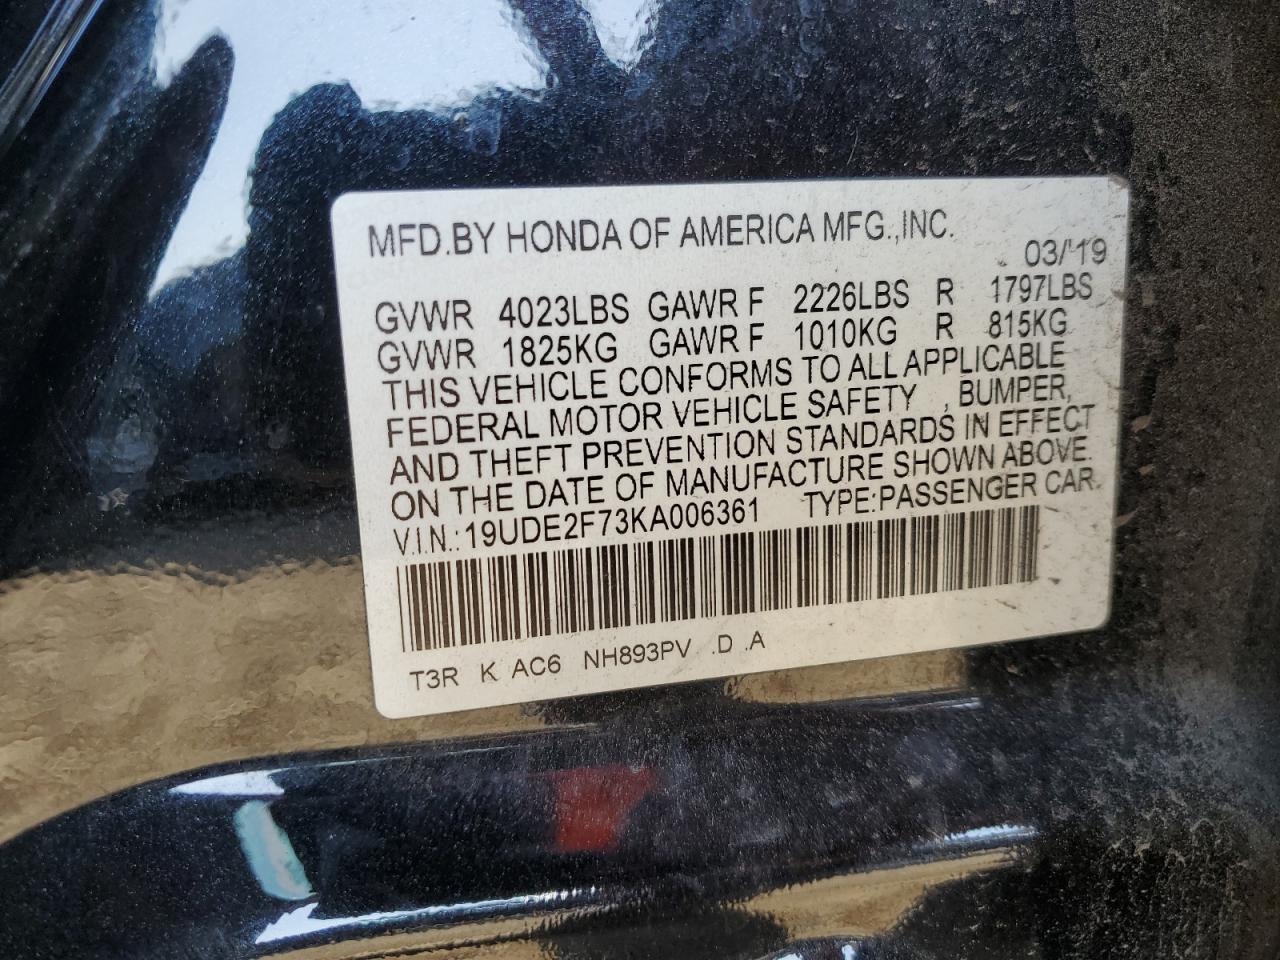 MFD.BY HONDA OF AMERICA MFG.,INC.
03/19
GVWR 4023LBS GAWR F 2226LBS R 1797LBS
GVWR 1825KG GAWR F 1010KG R 815KG
THIS VEHICLE CONFORMS TO ALL APPLICABLE
FEDERAL MOTOR VEHICLE SAFETY , BUMPER,
AND THEFT PREVENTION STANDARDS IN EFFECT
ON THE DATE OF MANUFACTURE SHOWN ABOVE.
V.I.N.: 19UDE2F73KA006361 TYPE:PASSENGER CAR.
T3R K AC6 NH893PV .D .A